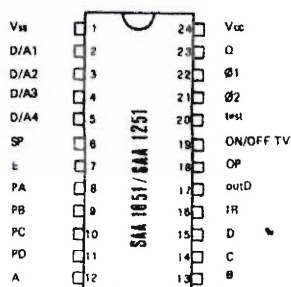 Vss 1 24 Vcc
D/A1 2 23 Ω
D/A2 3 22 Ø1
D/A3 4 21 Ø2
D/A4 5 20 test
SP 6 19 ON/OFF TV
E 7 18 OP
PA 8 17 outD
PB 9 16 IR
PC 10 15 D
PD 11 14 C
A 12 13 B
SAA 1051/SAA 1251